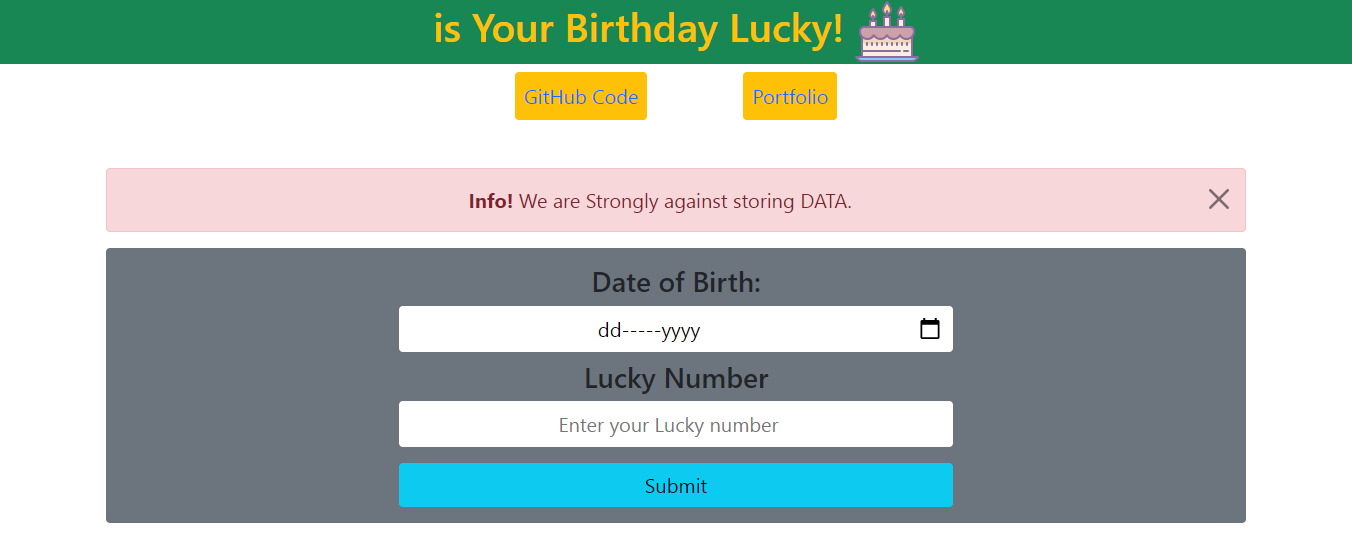 is Your Birthday Lucky!
GitHub Code
Portfolio
Info! We are Strongly against storing DATA.
Date of Birth:
dd-----yyyy
Lucky Number
Enter your Lucky number
Submit